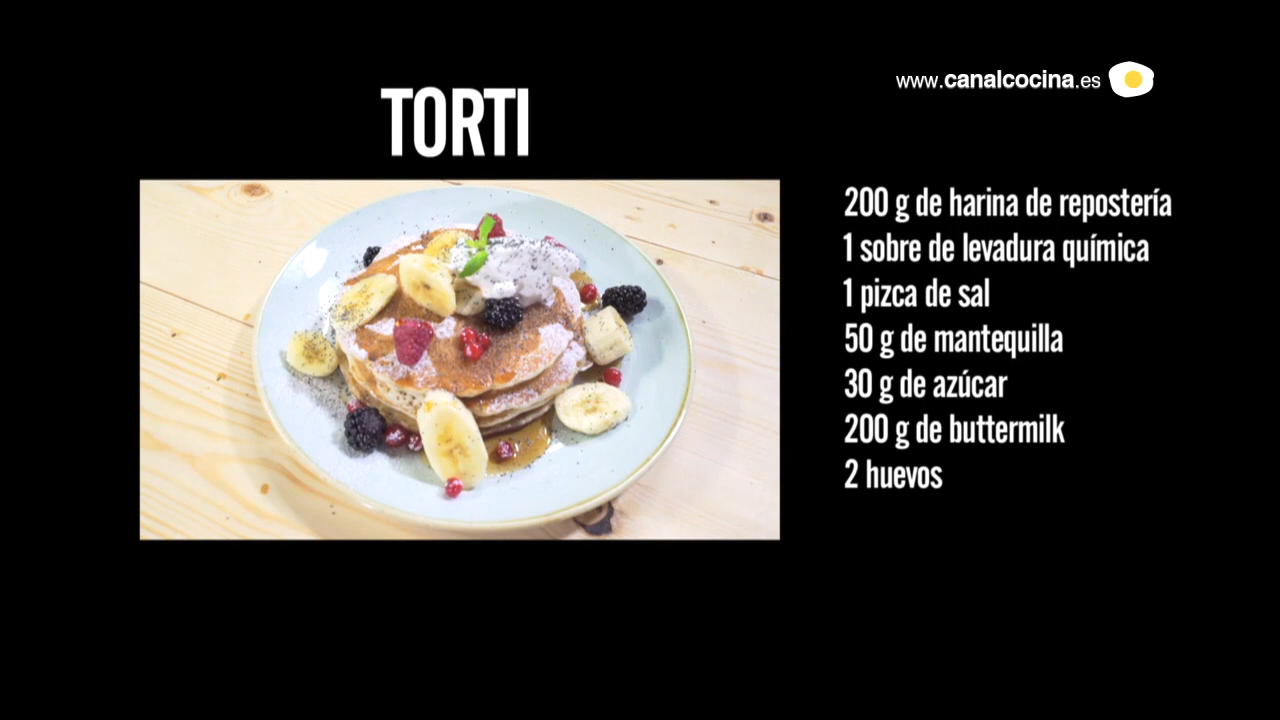 www.canalcocina.es
TORTI
200 g de harina de repostería
1 sobre de levadura química
1 pizca de sal
50 g de mantequilla
30 g de azúcar
200 g de buttermilk
2 huevos